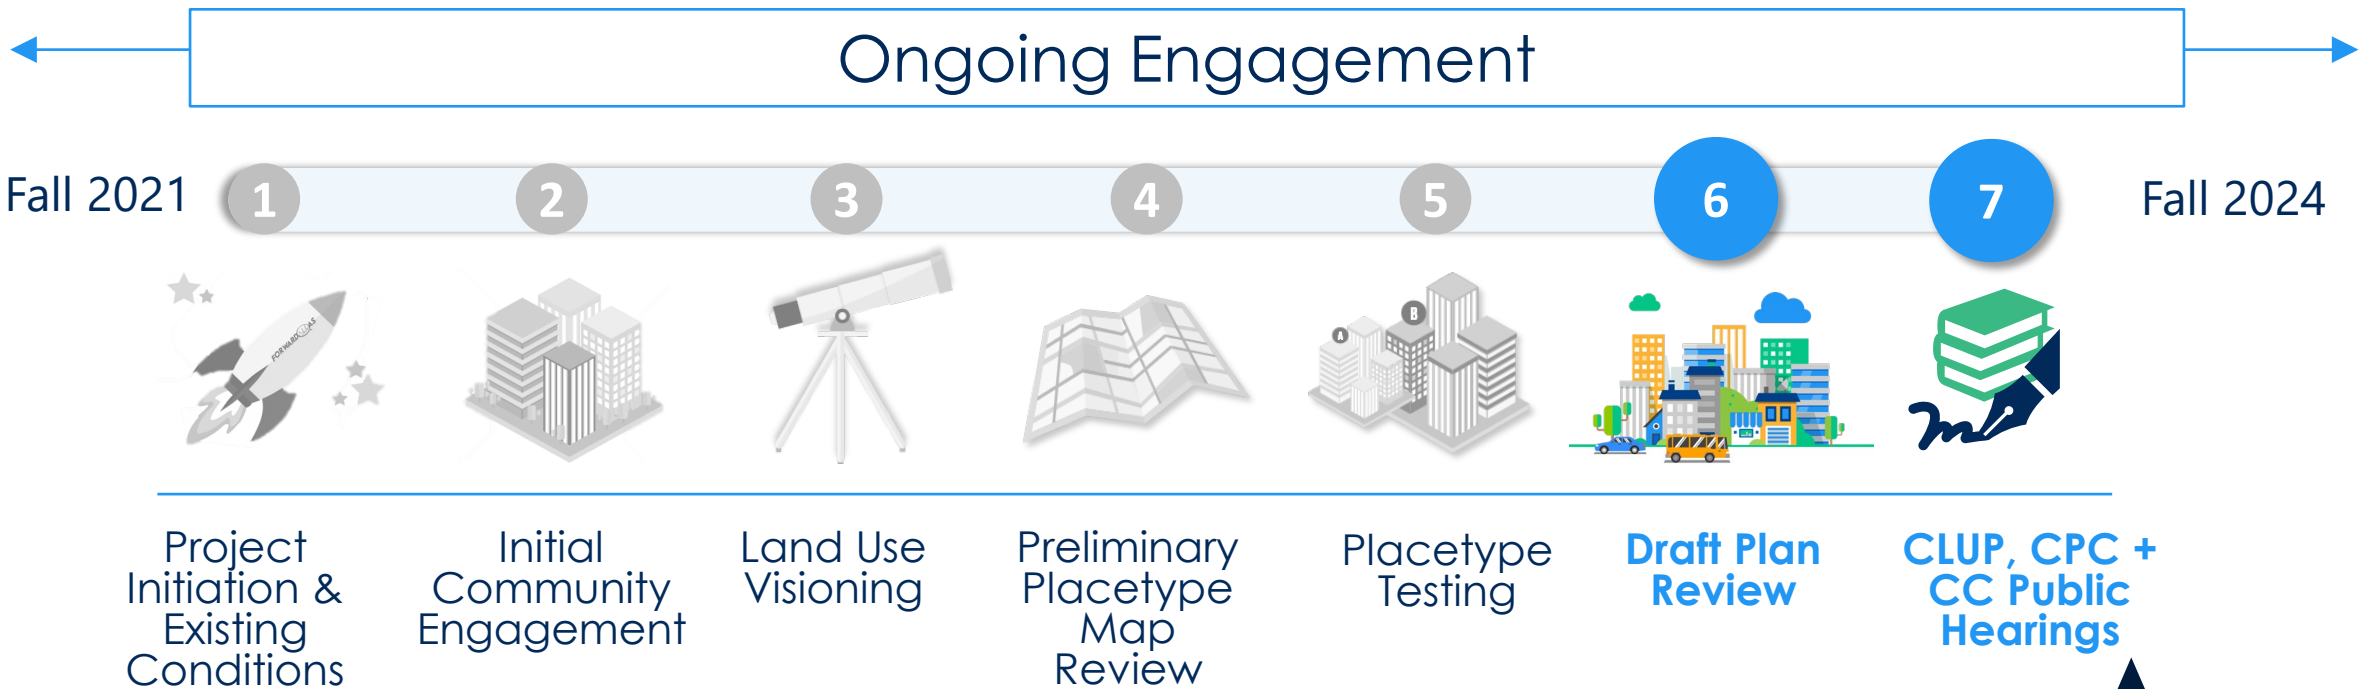 Ongoing Engagement
Fall 2021
1
2
3
4
5
6
7
Fall 2024
A
B
Project
Initiation &
Existing
Conditions
Initial
Community
Engagement
Land Use
Visioning
Preliminary
Placetype
Map
Review
Placetype
Testing
Draft Plan
Review
CLUP, CPC +
CC Public
Hearings